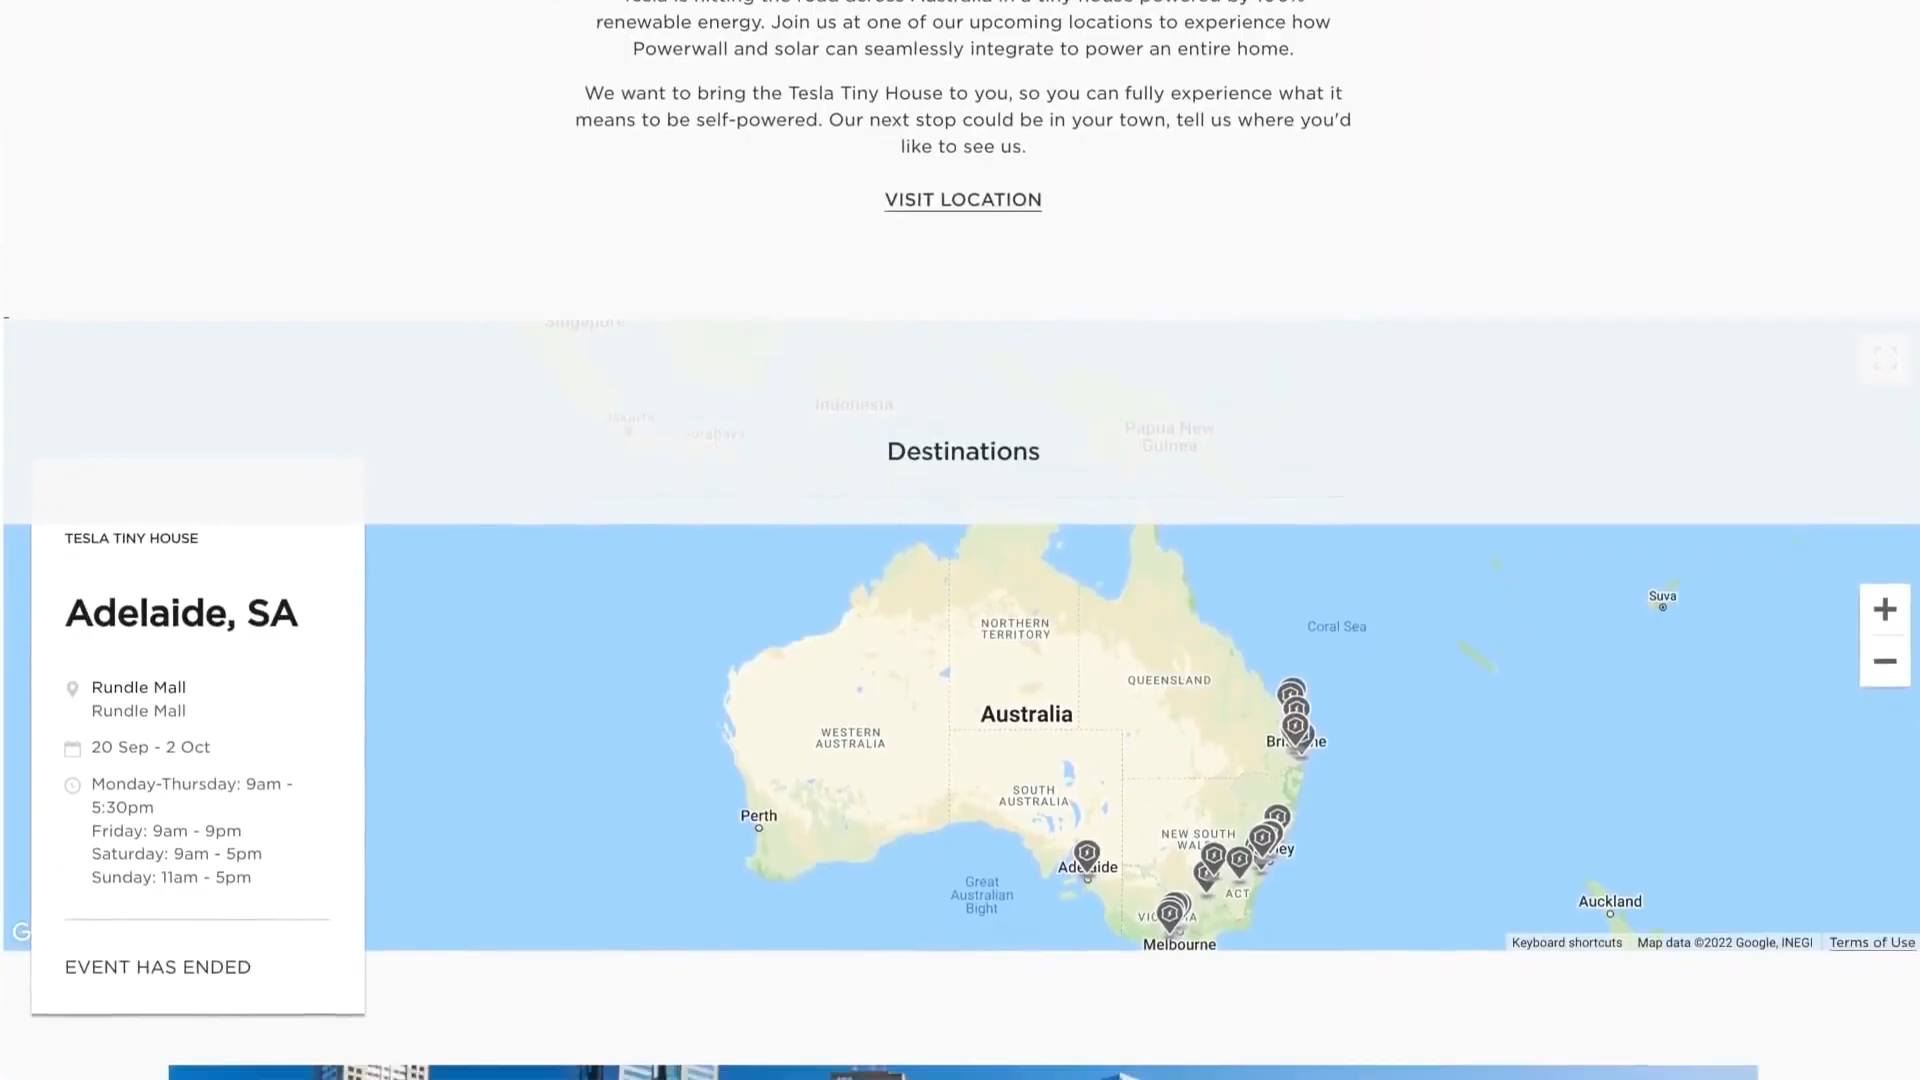 renewable energy. Join us at one of our upcoming locations to experience how
Powerwall and solar can seamlessly integrate to power an entire home.
We want to bring the Tesla Tiny House to you, so you can fully experience what it
means to be self-powered. Our next stop could be in your town, tell us where you'd
like to see us.
VISIT LOCATION
Singapore
Indonesia
Jakarta
Surabaya
Papua New
Guinea
Destinations
TESLA TINY HOUSE
Adelaide, SA
Rundle Mall
Rundle Mall
20 Sep - 2 Oct
Monday-Thursday: 9am -
5:30pm
Friday: 9am - 9pm
Saturday: 9am - 5pm
Sunday: 11am - 5pm
EVENT HAS ENDED
Suva
Coral Sea
NORTHERN
TERRITORY
QUEENSLAND
Australia
WESTERN
AUSTRALIA
SOUTH
AUSTRALIA
Perth
NEW SOUTH
Great
Australian
Bight
ACT
Melbourne
Auckland
Keyboard shortcuts
Map data ©2022 Google, INEGI
Terms of Use